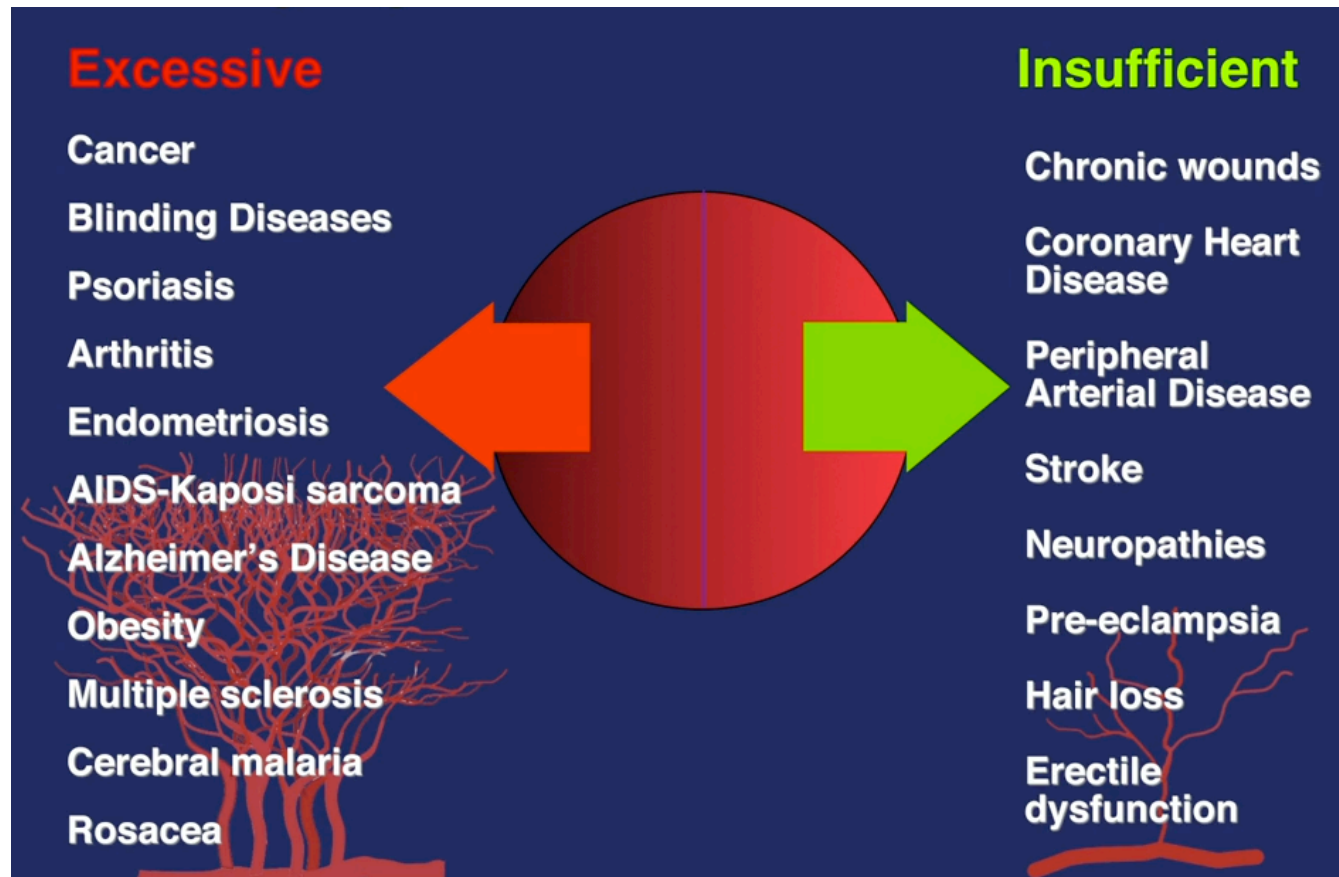 Excessive
Cancer
Blinding Diseases
Psoriasis
Arthritis
Endometriosis
AIDS-Kaposi sarcoma
Alzheimer’s Disease
Obesity
Multiple sclerosis
Cerebral malaria
Rosacea
Insufficient
Chronic wounds
Coronary Heart
Disease
Peripheral
Arterial Disease
Stroke
Neuropathies
Pre-eclampsia
Hair loss
Erectile
dysfunction